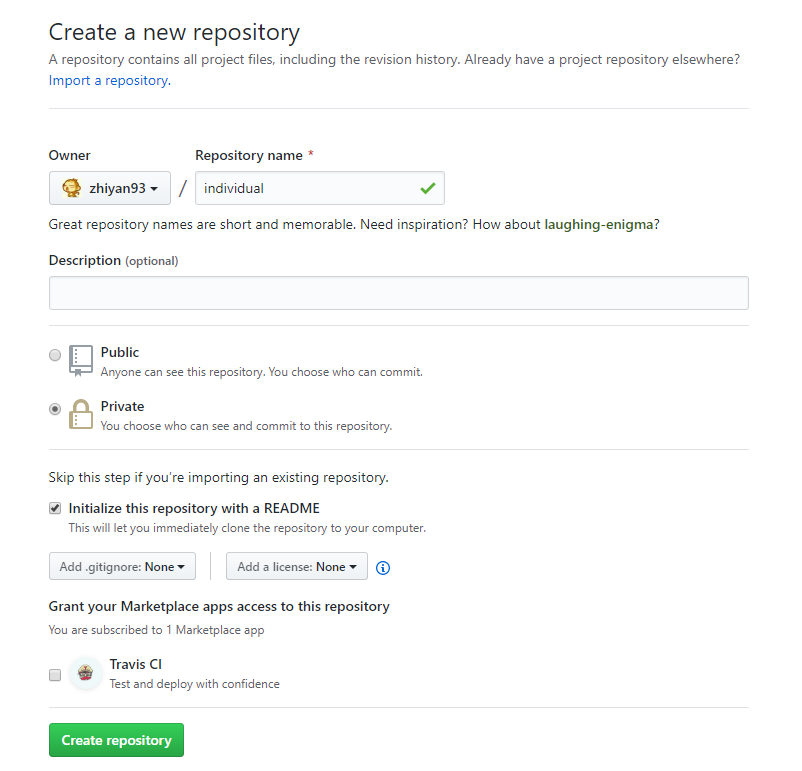 Create a new repository
A repository contains all project files, including the revision history. Already have a project repository elsewhere?
Import a repository.
Owner
Repository name *
zhiyan93
/
individual
Great repository names are short and memorable. Need inspiration? How about laughing-enigma?
Description (optional)
Public
Anyone can see this repository. You choose who can commit.
Private
You choose who can see and commit to this repository.
Skip this step if you’re importing an existing repository.
Initialize this repository with a README
This will let you immediately clone the repository to your computer.
Add .gitignore: None
Add a license: None
Grant your Marketplace apps access to this repository
You are subscribed to 1 Marketplace app
Travis CI
Test and deploy with confidence
Create repository